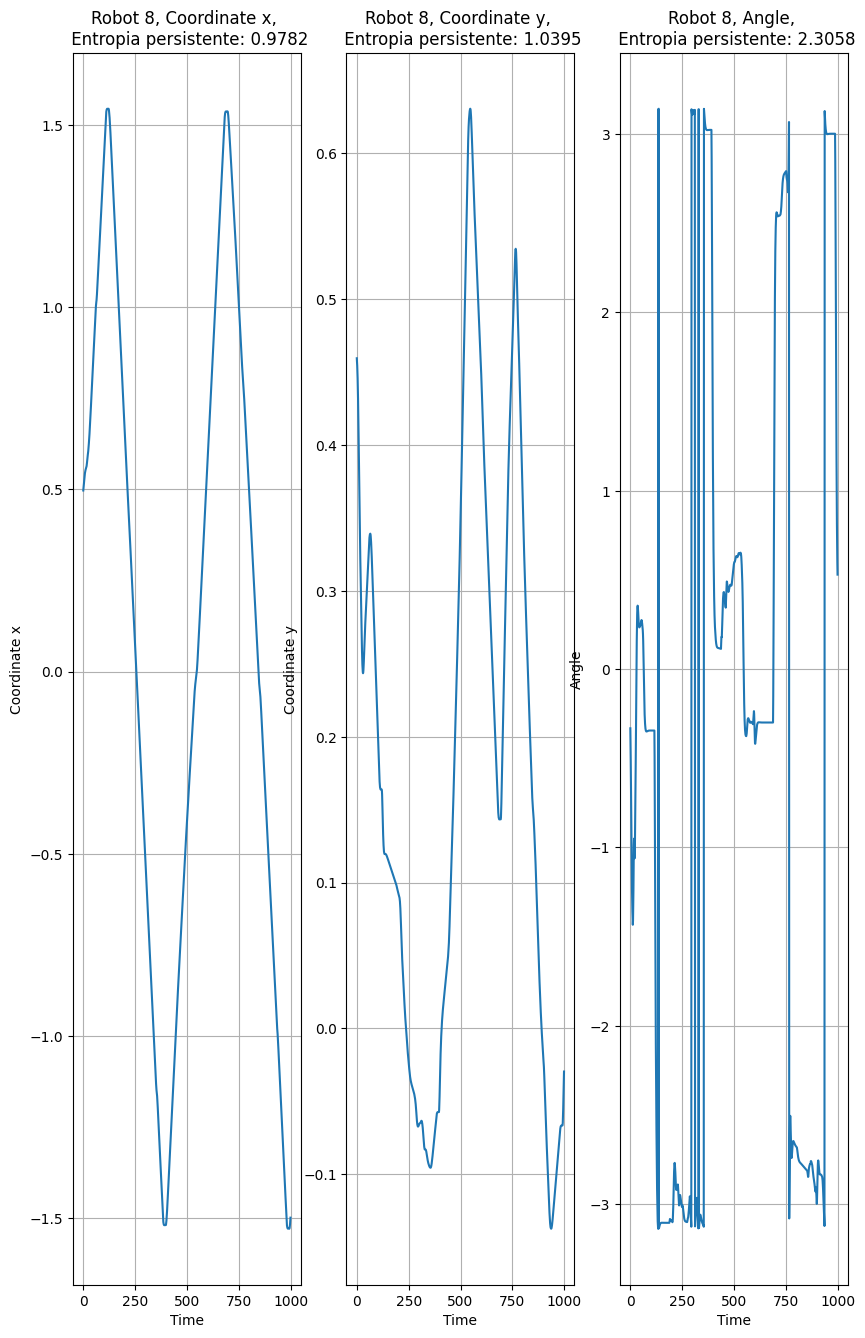 Robot 8, Coordinate x,
Entropia persistente: 0.9782
1.5
1.0
0.5
0.0
−0.5
−1.0
−1.5
Coordinate x
0 250 500 750 1000
Time
Robot 8, Coordinate y,
Entropia persistente: 1.0395
0.6
0.5
0.4
0.3
0.2
0.1
0.0
−0.1
Coordinate y
0 250 500 750 1000
Time
Robot 8, Angle,
Entropia persistente: 2.3058
3
2
1
0
−1
−2
−3
Angle
0 250 500 750 1000
Time